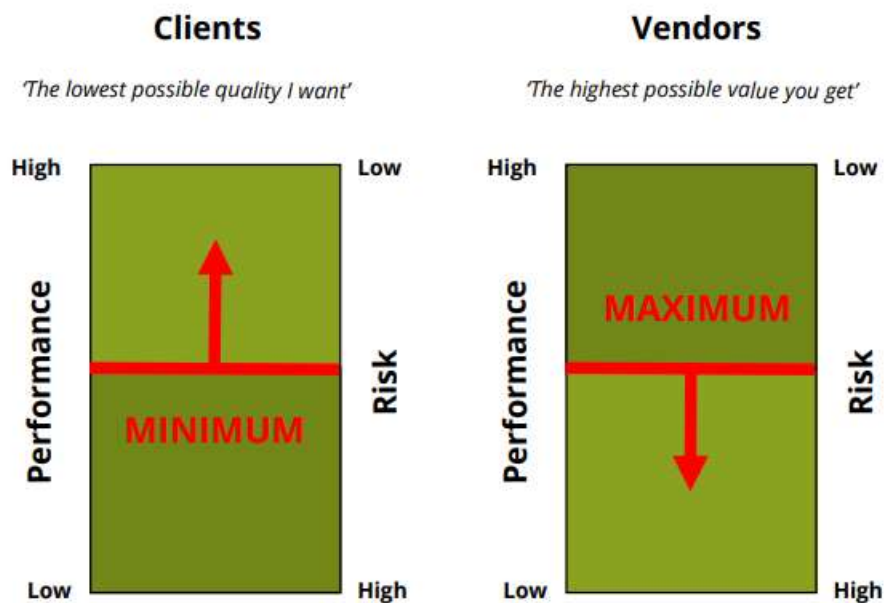 Clients
'The lowest possible quality I want'
High
Low
Performance
MINIMUM
Risk
Low
High
Vendors
'The highest possible value you get'
High
Low
Performance
MAXIMUM
Risk
Low
High